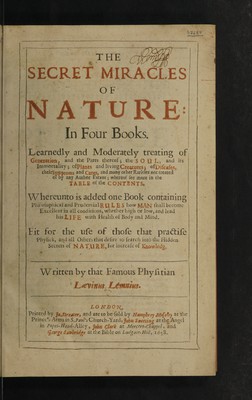 THE
SECRET MIRACLES
OF
NATURE:
In Four Books.
Learnedly and Moderately treating of
Generation, and the Parts thereof; the SOUL, and its
Immortality; of Plants and living Creatures; of Diseases,
their Symptoms and Cures, and many other Rarities not treated
of by any Author extant; whereof see more in the
TABLE of the CONTENTS.
Whereunto is added one Book containing
Philosophical and Prudential RULES how MAN shall become
Excellent in all conditions, whether high or low, and lead
his LIFE with Health of Body and Mind.
Fit for the use of those that practise
Physick, and all others that desire to search into the Hidden
Secrets of NATURE, for increase of Knowledg.
Written by that Famous Physitian
Levinus Lemnius.
LONDON,
Printed by Jo. Streater, and are to be sold by Humphrey Moseley at the
Prince's Arms in S. Paul's Church-Yard, John Sweeting at the Angel
in Popes-Head-Alley, John Clark at Mercers-Chappel, and
George Sawbridge at the Bible on Ludgate-Hill, 1658.